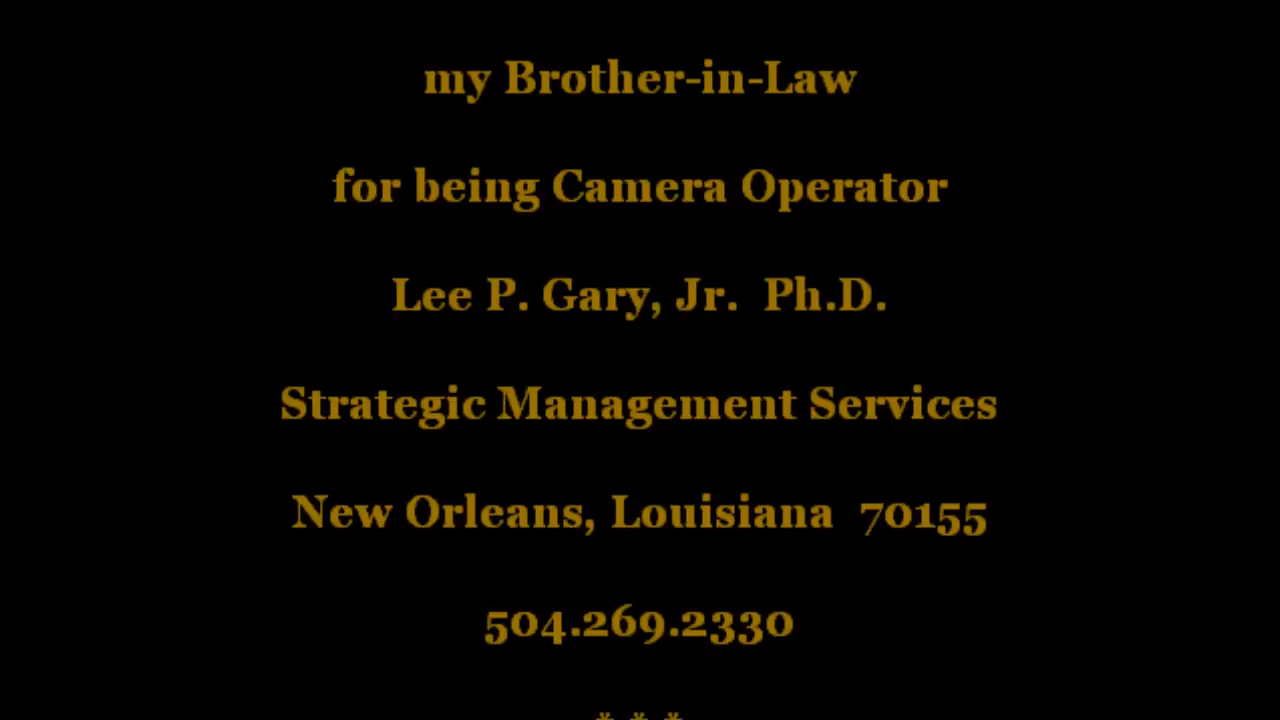 my Brother-in-Law
for being Camera Operator
Lee P. Gary, Jr.  Ph.D.
Strategic Management Services
New Orleans, Louisiana  70155
504.269.2330
* * *